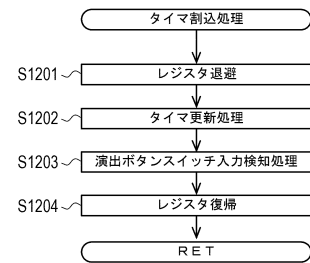 タイマ割込処理
S1201 レジスタ退避
S1202 タイマ更新処理
S1203 演出ボタンスイッチ入力検知処理
S1204 レジスタ復帰
ＲＥＴ